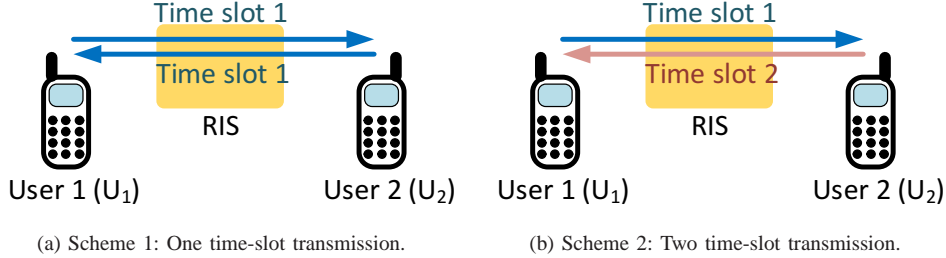 Time slot 1
Time slot 1
RIS
User 1 (U1)
User 2 (U2)
(a) Scheme 1: One time-slot transmission.
Time slot 1
Time slot 2
RIS
User 1 (U1)
User 2 (U2)
(b) Scheme 2: Two time-slot transmission.